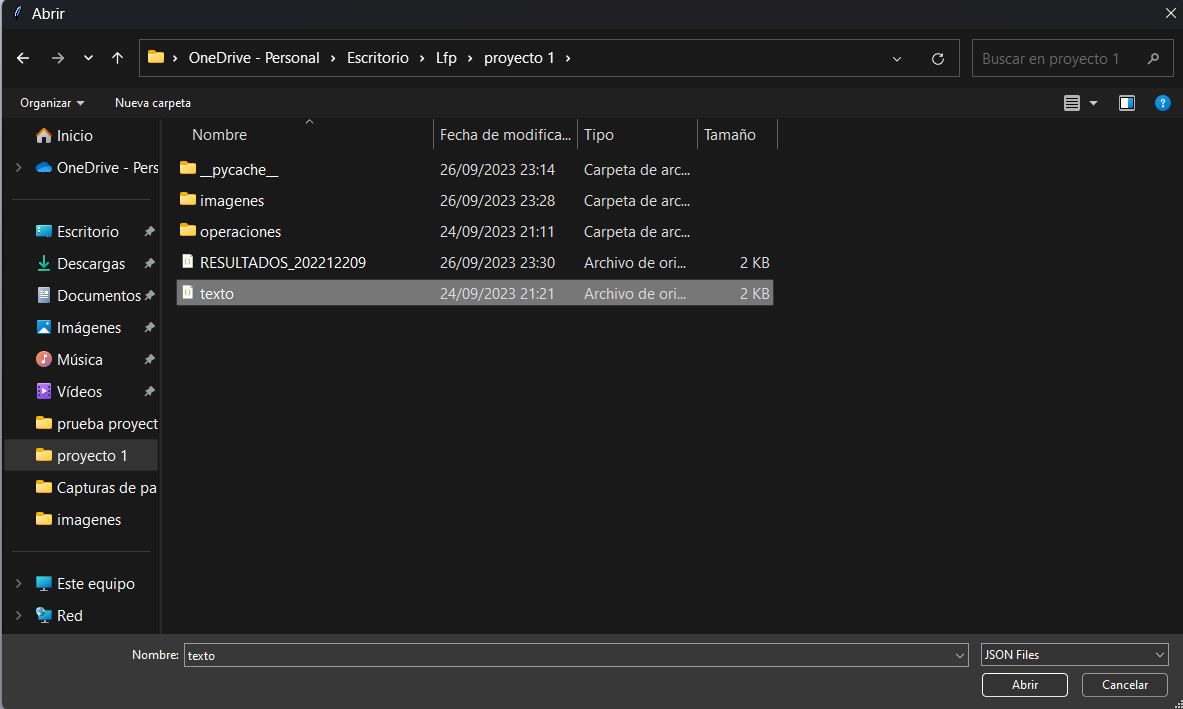 Abrir
OneDrive - Personal › Escritorio › Lfp › proyecto 1 ›
Buscar en proyecto 1
Organizar
Nueva carpeta
Nombre Fecha de modifica... Tipo Tamaño
__pycache__ 26/09/2023 23:14 Carpeta de arc...
imagenes 26/09/2023 23:28 Carpeta de arc...
operaciones 24/09/2023 21:11 Carpeta de arc...
RESULTADOS_202212209 26/09/2023 23:30 Archivo de ori... 2 KB
texto 24/09/2023 21:21 Archivo de ori... 2 KB
Inicio
OneDrive - Pers
Escritorio
Descargas
Documentos
Imágenes
Música
Vídeos
prueba proyect
proyecto 1
Capturas de pa
imagenes
Este equipo
Red
Nombre: texto
JSON Files
Abrir
Cancelar